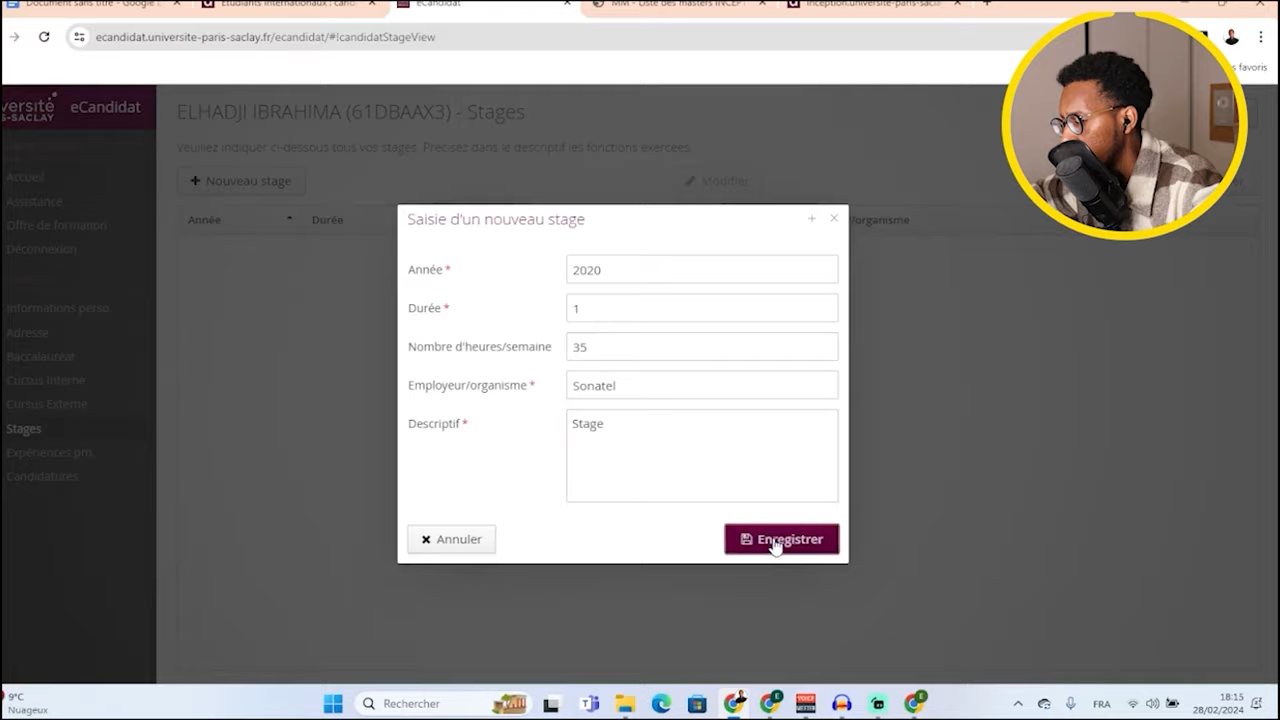 Document sans titre - Google
Etudiants internationaux : cand
eCandidat
MM - Liste des masters INCEPT
inception.universite-paris-sacla
ecandidat.universite-paris-saclay.fr/ecandidat/#!candidatStageView
s favoris
versité
S-SACLAY
eCandidat
ELHADJI IBRAHIMA (61DBAAX3) - Stages
Veuillez indiquer ci-dessous tous vos stages. Précisez dans le descriptif les fonctions exercées.
Accueil
Assistance
Offre de formation
Déconnexion
Informations perso.
Adresse
Baccalauréat
Cursus Interne
Cursus Externe
Stages
Expériences pro.
Candidatures
Nouveau stage
Modifier
Année
Durée
/organisme
Saisie d'un nouveau stage
Année *
2020
Durée *
1
Nombre d'heures/semaine
35
Employeur/organisme *
Sonatel
Descriptif *
Stage
Annuler
Enregistrer
9°C
Nuageux
Rechercher
FRA
18:15
28/02/2024